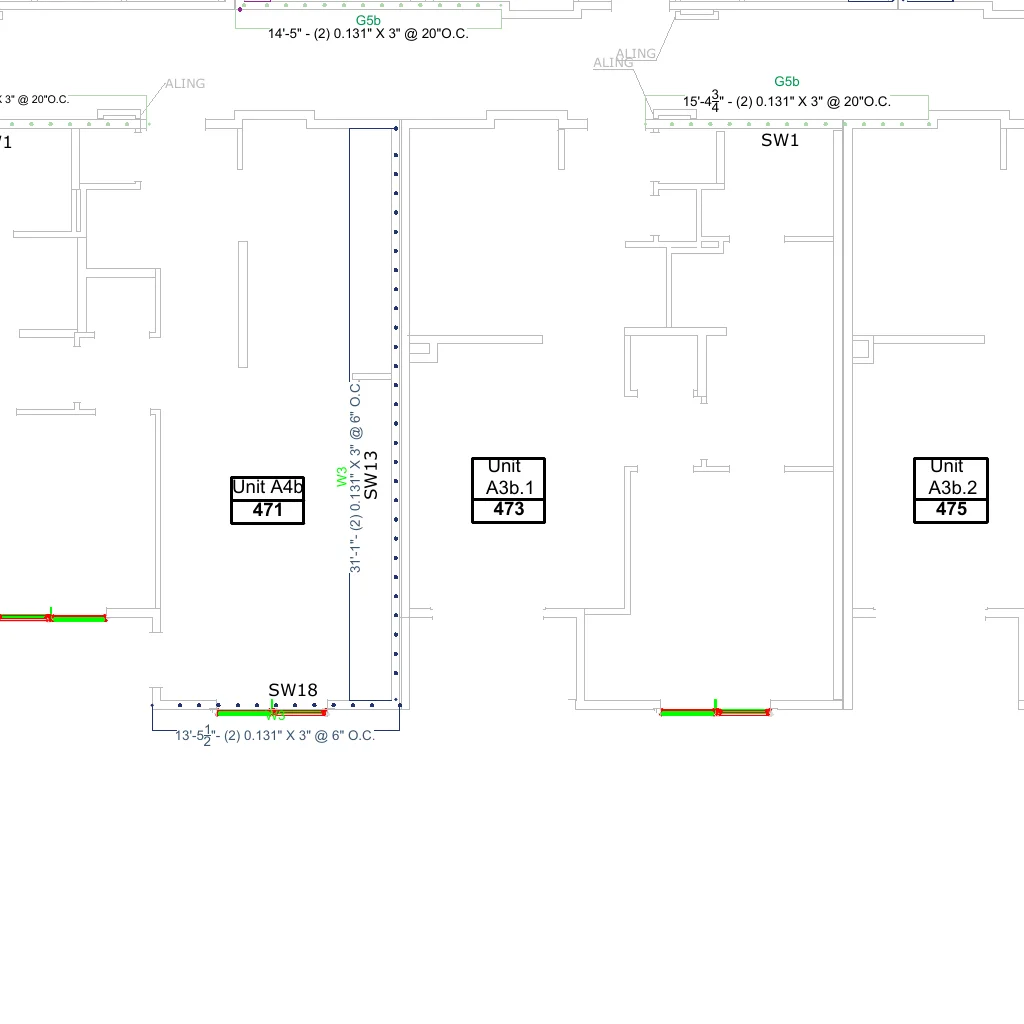 G5b
14'-5" - (2) 0.131" X 3" @ 20"O.C.
ALING
ALING
ALING
G5b
X 3" @ 20"O.C.
15'-4 3/4" - (2) 0.131" X 3" @ 20"O.C.
SW1
W3
31'-1" - (2) 0.131" X 3" @ 6" O.C.
SW13
Unit A4b
471
Unit
A3b.1
473
Unit
A3b.2
475
SW18
W3
13'-5 1/2" - (2) 0.131" X 3" @ 6" O.C.